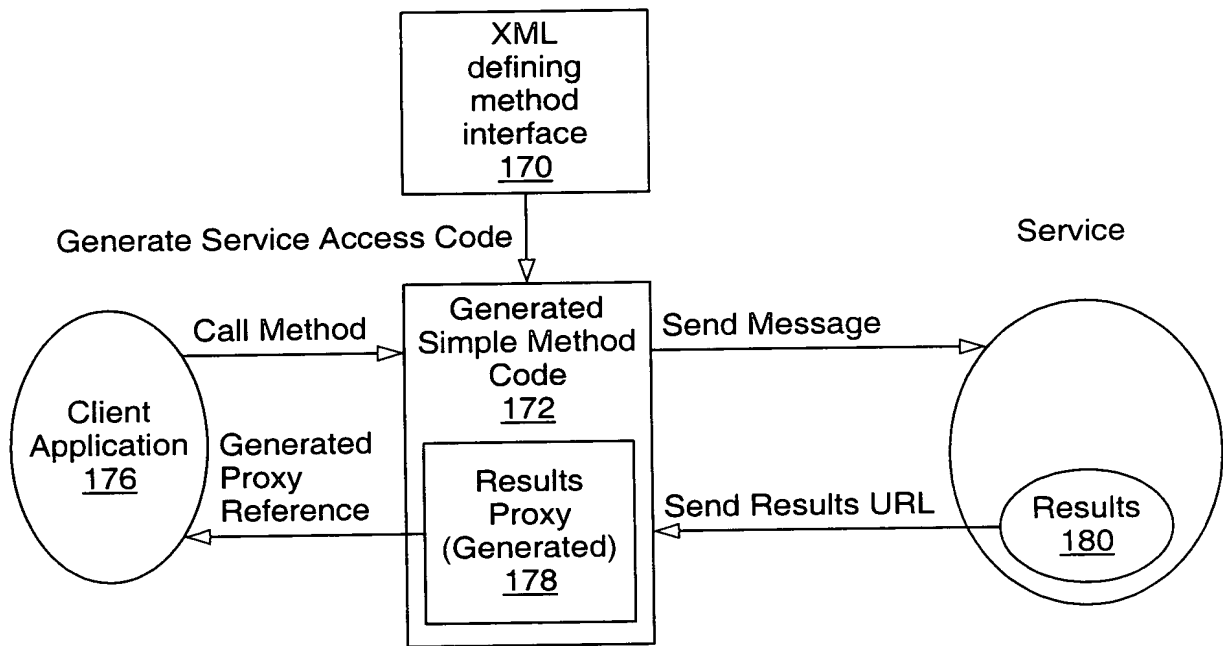 XML
defining
method
interface
170
Generate Service Access Code
Service
Generated
Simple Method
Code
172
Call Method
Send Message
Client
Application
176
Generated
Proxy
Reference
Results
Proxy
(Generated)
178
Send Results URL
Results
180